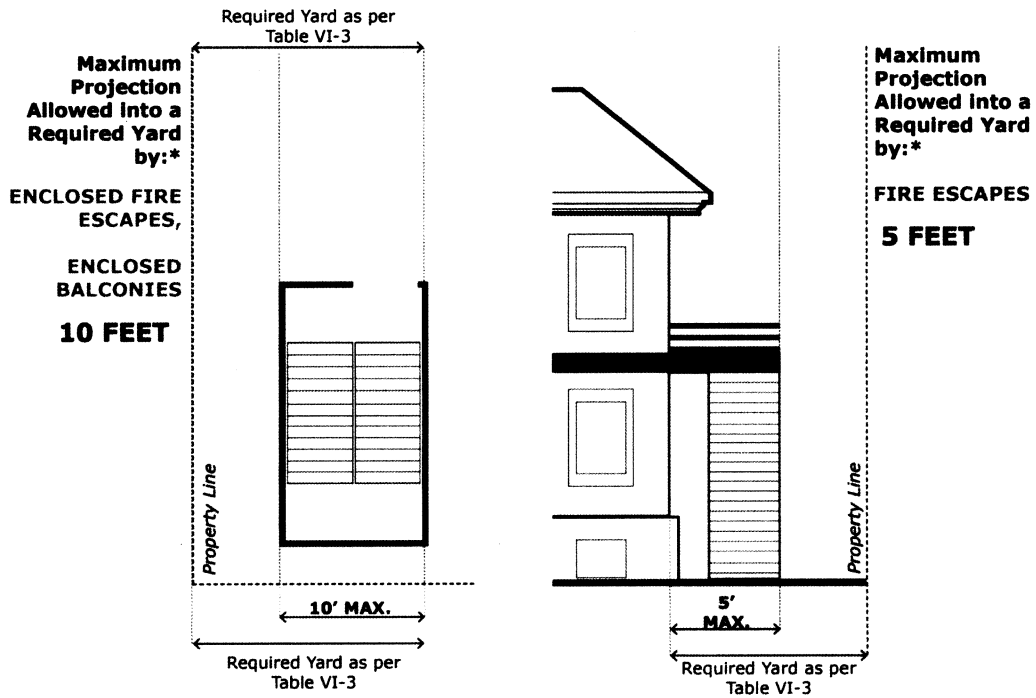 Required Yard as per
Table VI-3
Maximum
Projection
Allowed into a
Required Yard
by:*
ENCLOSED FIRE
ESCAPES,
ENCLOSED
BALCONIES
10 FEET
Property Line
10' MAX.
Required Yard as per
Table VI-3
Maximum
Projection
Allowed into a
Required Yard
by:*
FIRE ESCAPES
5 FEET
Property Line
5'
MAX.
Required Yard as per
Table VI-3